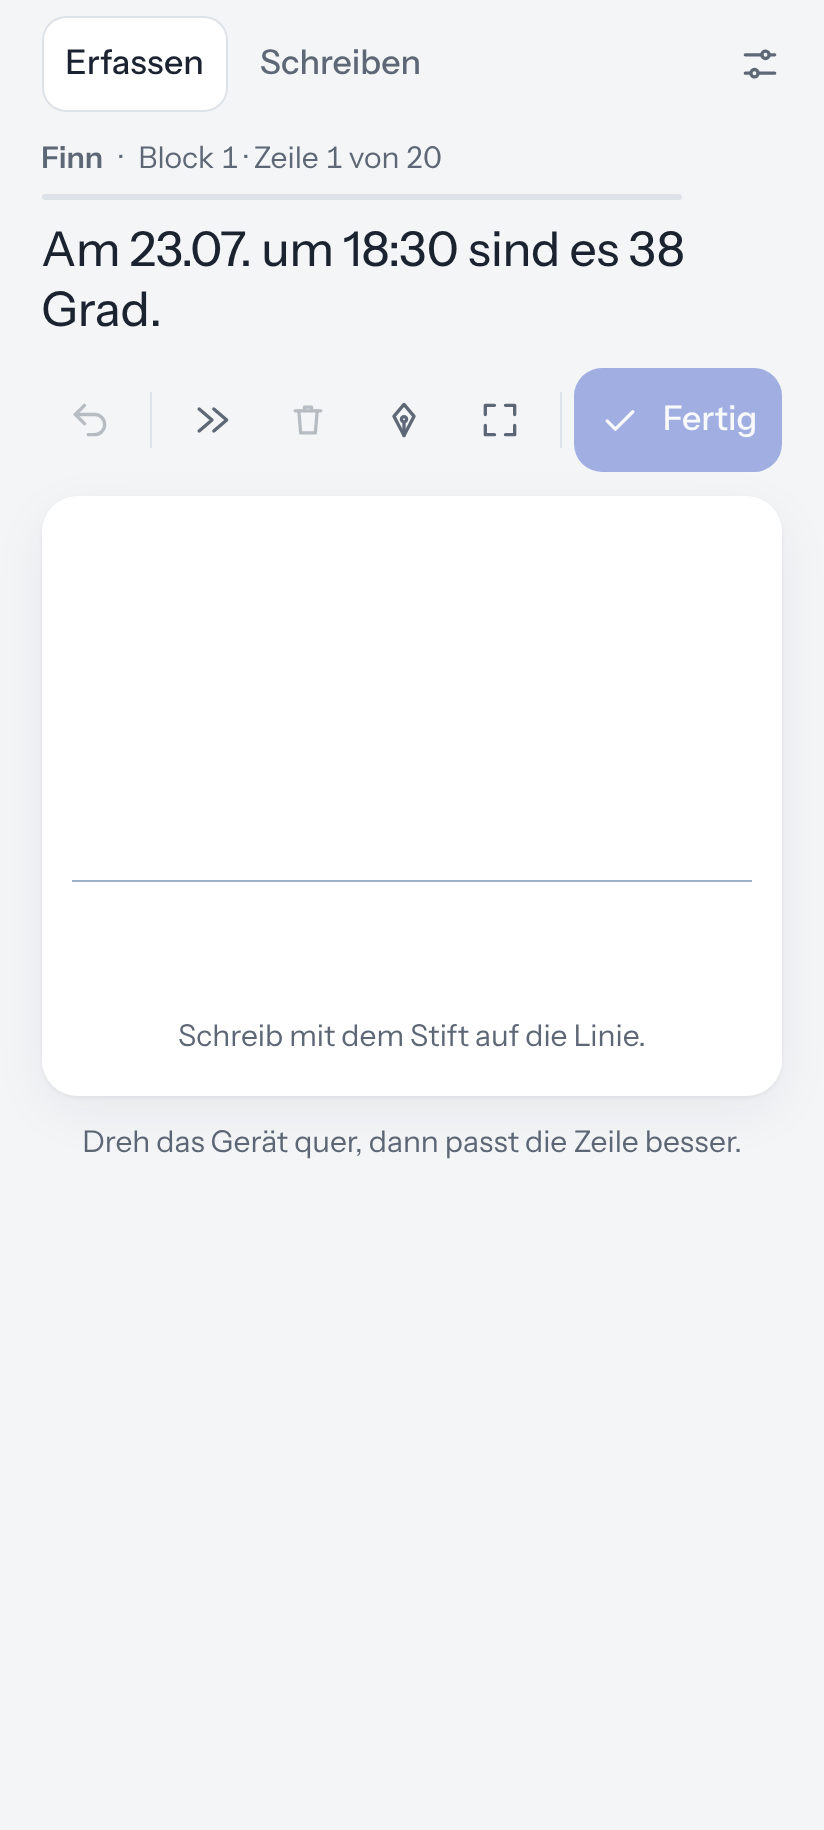 Erfassen Schreiben
Finn · Block 1 · Zeile 1 von 20
Am 23.07. um 18:30 sind es 38
Grad.
Fertig
Schreib mit dem Stift auf die Linie.
Dreh das Gerät quer, dann passt die Zeile besser.